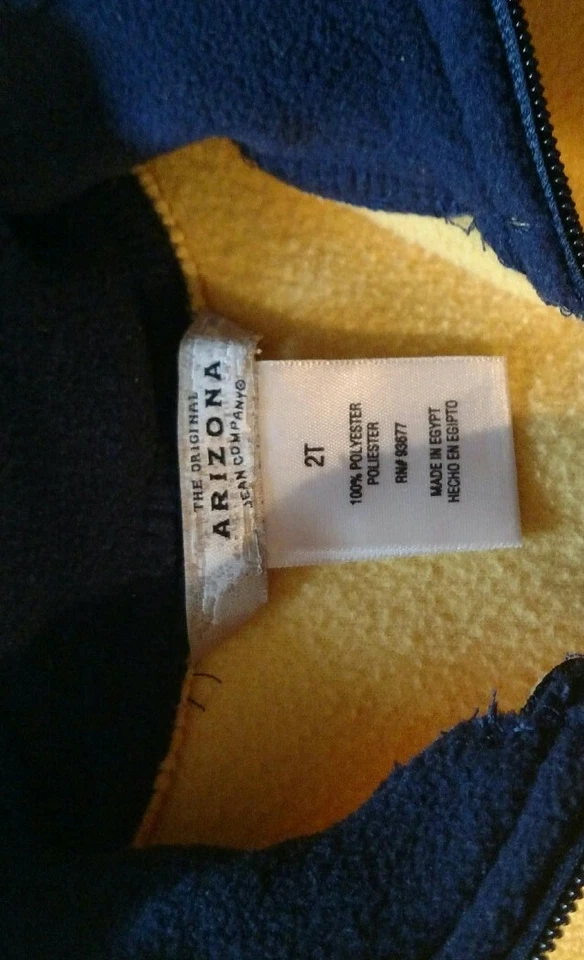 THE ORIGINAL
ARIZONA
JEAN COMPANY®
2T
100% POLYESTER
POLIESTER
RN# 93677
MADE IN EGYPT
HECHO EN EGIPTO